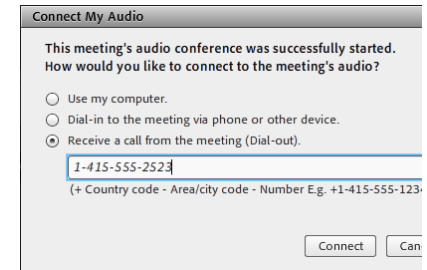 Connect My Audio
This meeting's audio conference was successfully started.
How would you like to connect to the meeting's audio?
Use my computer.
Dial-in to the meeting via phone or other device.
Receive a call from the meeting (Dial-out).
1-415-555-2523
(+ Country code - Area/city code - Number E.g. +1-415-555-1234
Connect
Can